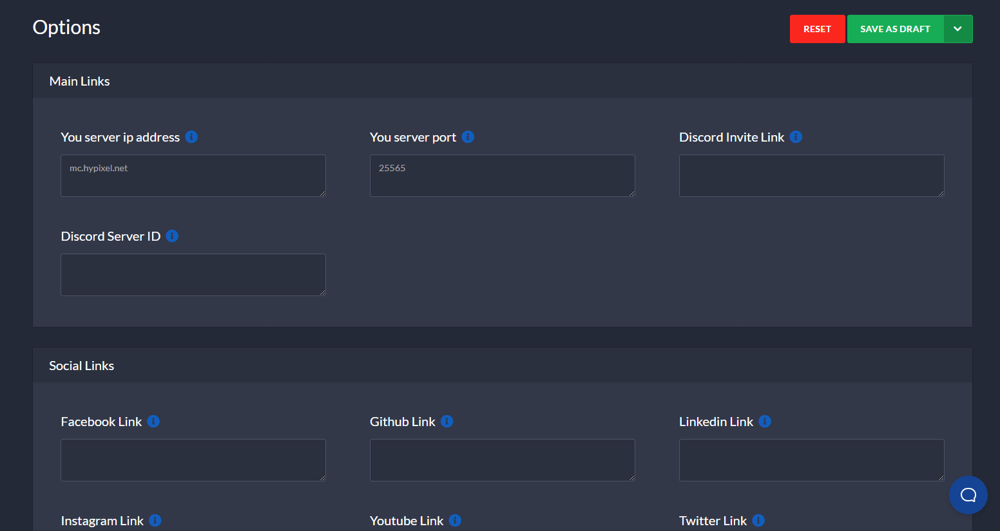 Options
RESET
SAVE AS DRAFT
Main Links
You server ip address
You server port
Discord Invite Link
mc.hypixel.net
25565
Discord Server ID
Social Links
Facebook Link
Github Link
Linkedin Link
Instagram Link
Youtube Link
Twitter Link